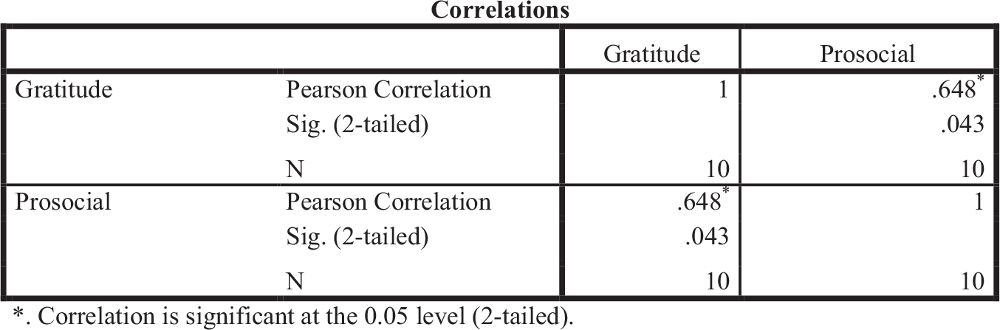 Correlations
Gratitude Prosocial
Gratitude Pearson Correlation 1 .648*
Sig. (2-tailed) .043
N 10 10
Prosocial Pearson Correlation .648* 1
Sig. (2-tailed) .043
N 10 10
*. Correlation is significant at the 0.05 level (2-tailed).